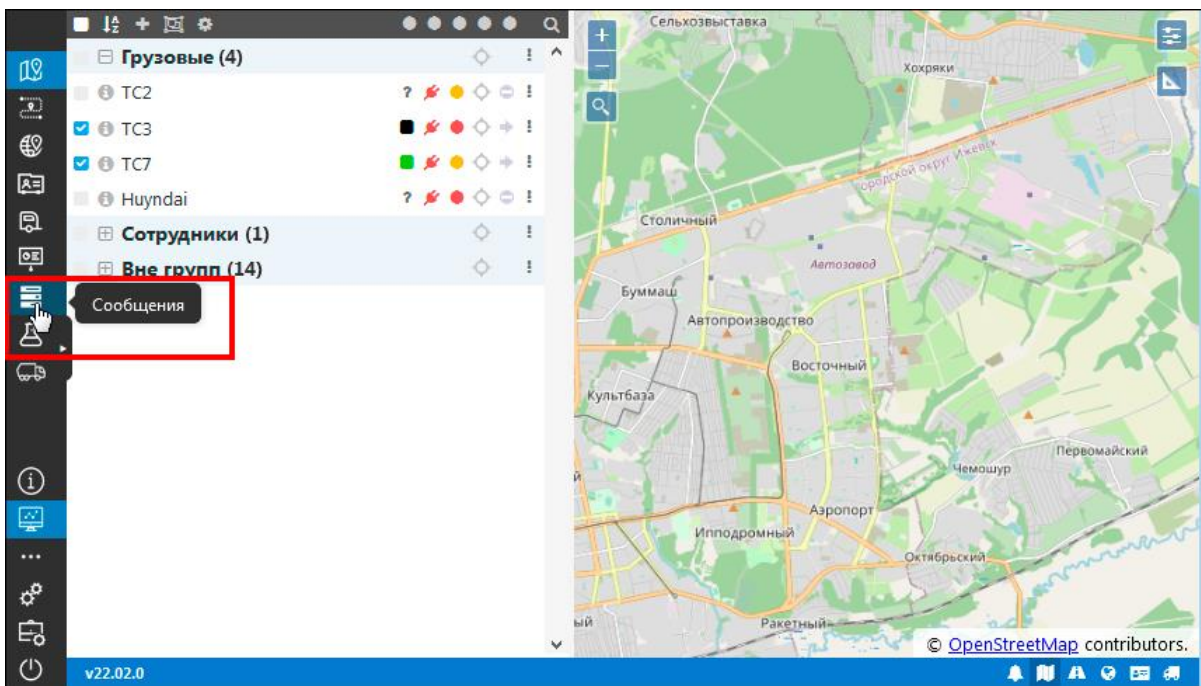 Грузовые (4)
ТС2
ТС3
ТС7
Huyndai
Сотрудники (1)
Вне групп (14)
Сообщения
v22.02.0
Сельхозвыставка
Хохряки
городской округ Ижевск
Столичный
Автозавод
Буммаш
Автопроизводство
Восточный
Культбаза
Первомайский
Чемошур
й
Аэропорт
Ипподромный
Октябрьский
ый
Ракетный
© OpenStreetMap contributors.